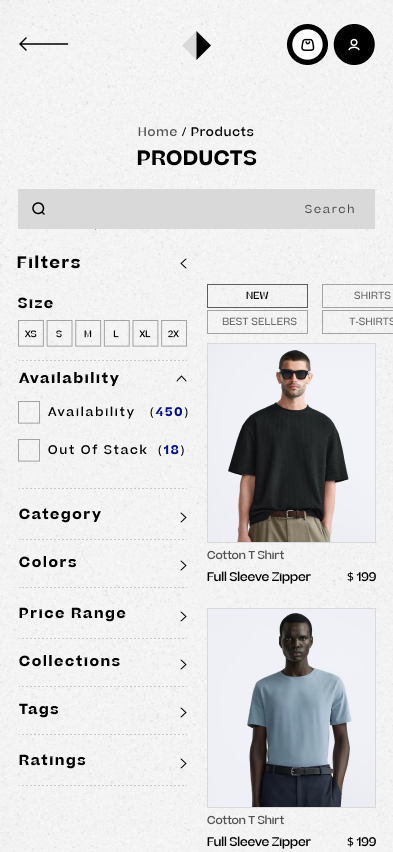 Home / Products
PRODUCTS
Search
Filters
Size
XS S M L XL 2X
Availability
Availability (450)
Out Of Stack (18)
Category
Colors
Price Range
Collections
Tags
Ratings
NEW SHIRTS
BEST SELLERS T-SHIRTS
Cotton T Shirt
Full Sleeve Zipper $ 199
Cotton T Shirt
Full Sleeve Zipper $ 199